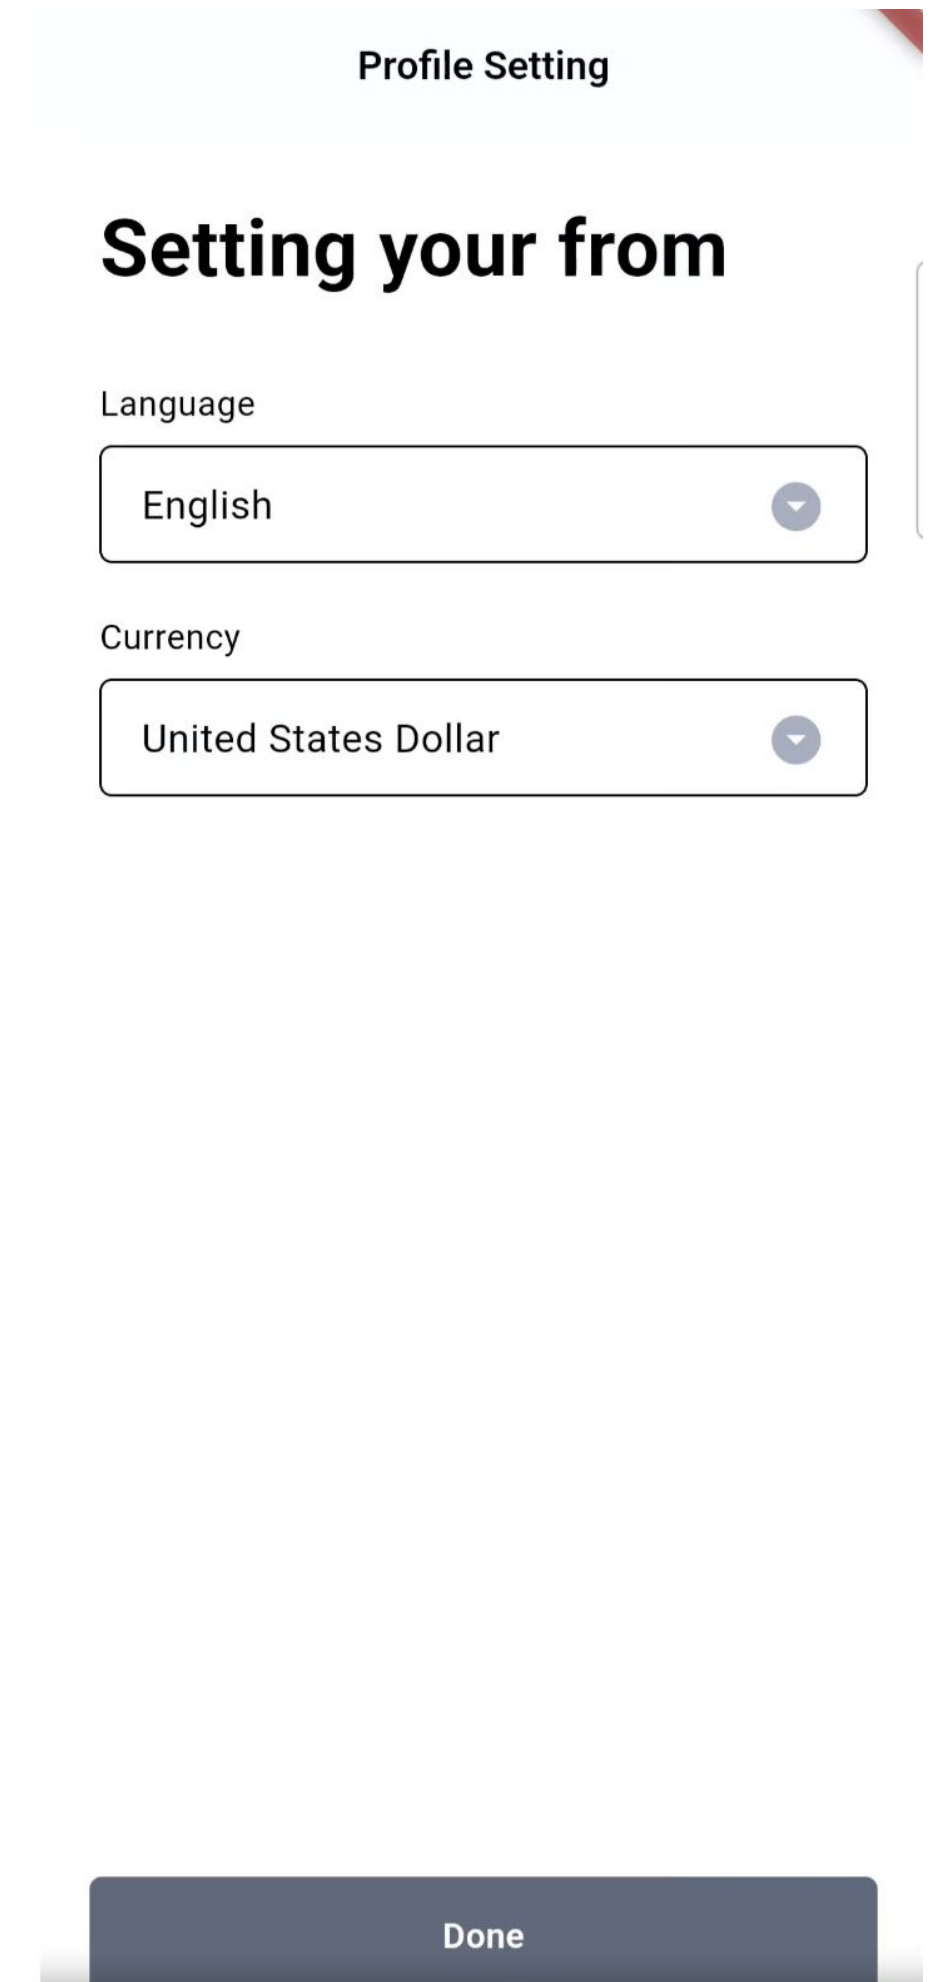 Profile Setting
Setting your from
Language
English
Currency
United States Dollar
Done